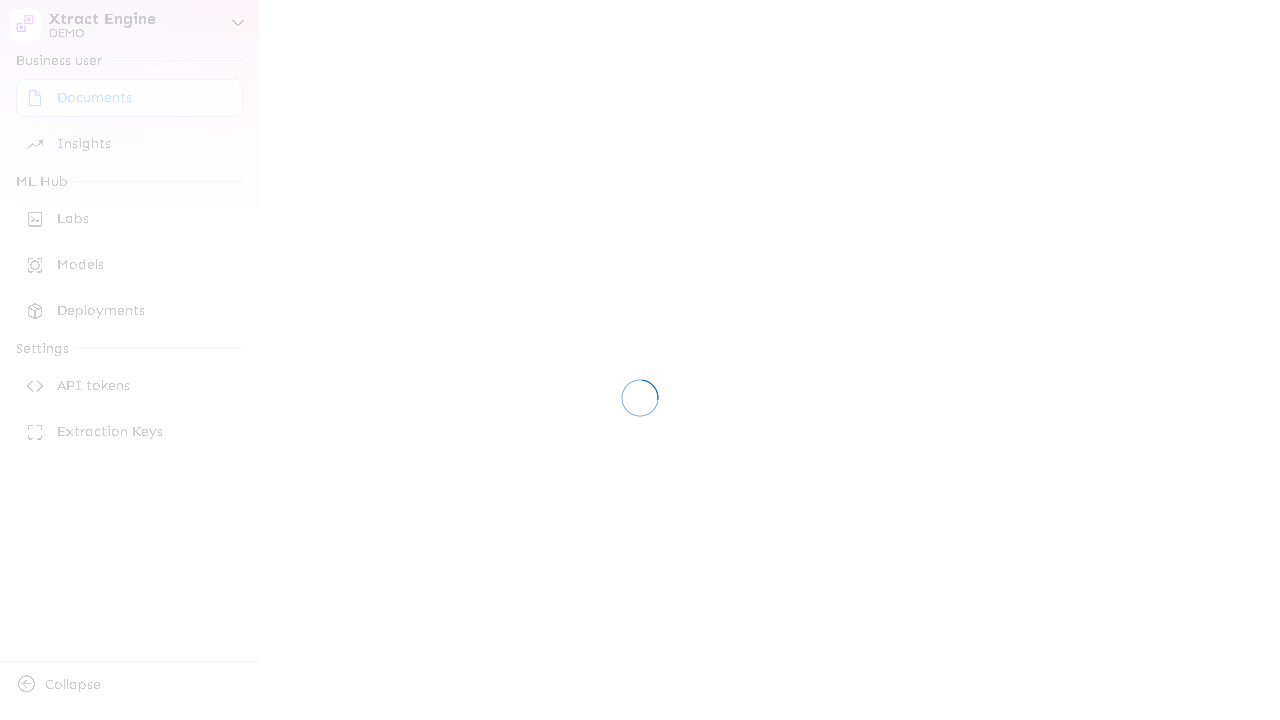 Xtract Engine
DEMO
Business user
Documents
Insights
ML Hub
Labs
Models
Deployments
Settings
API tokens
Extraction Keys
Collapse